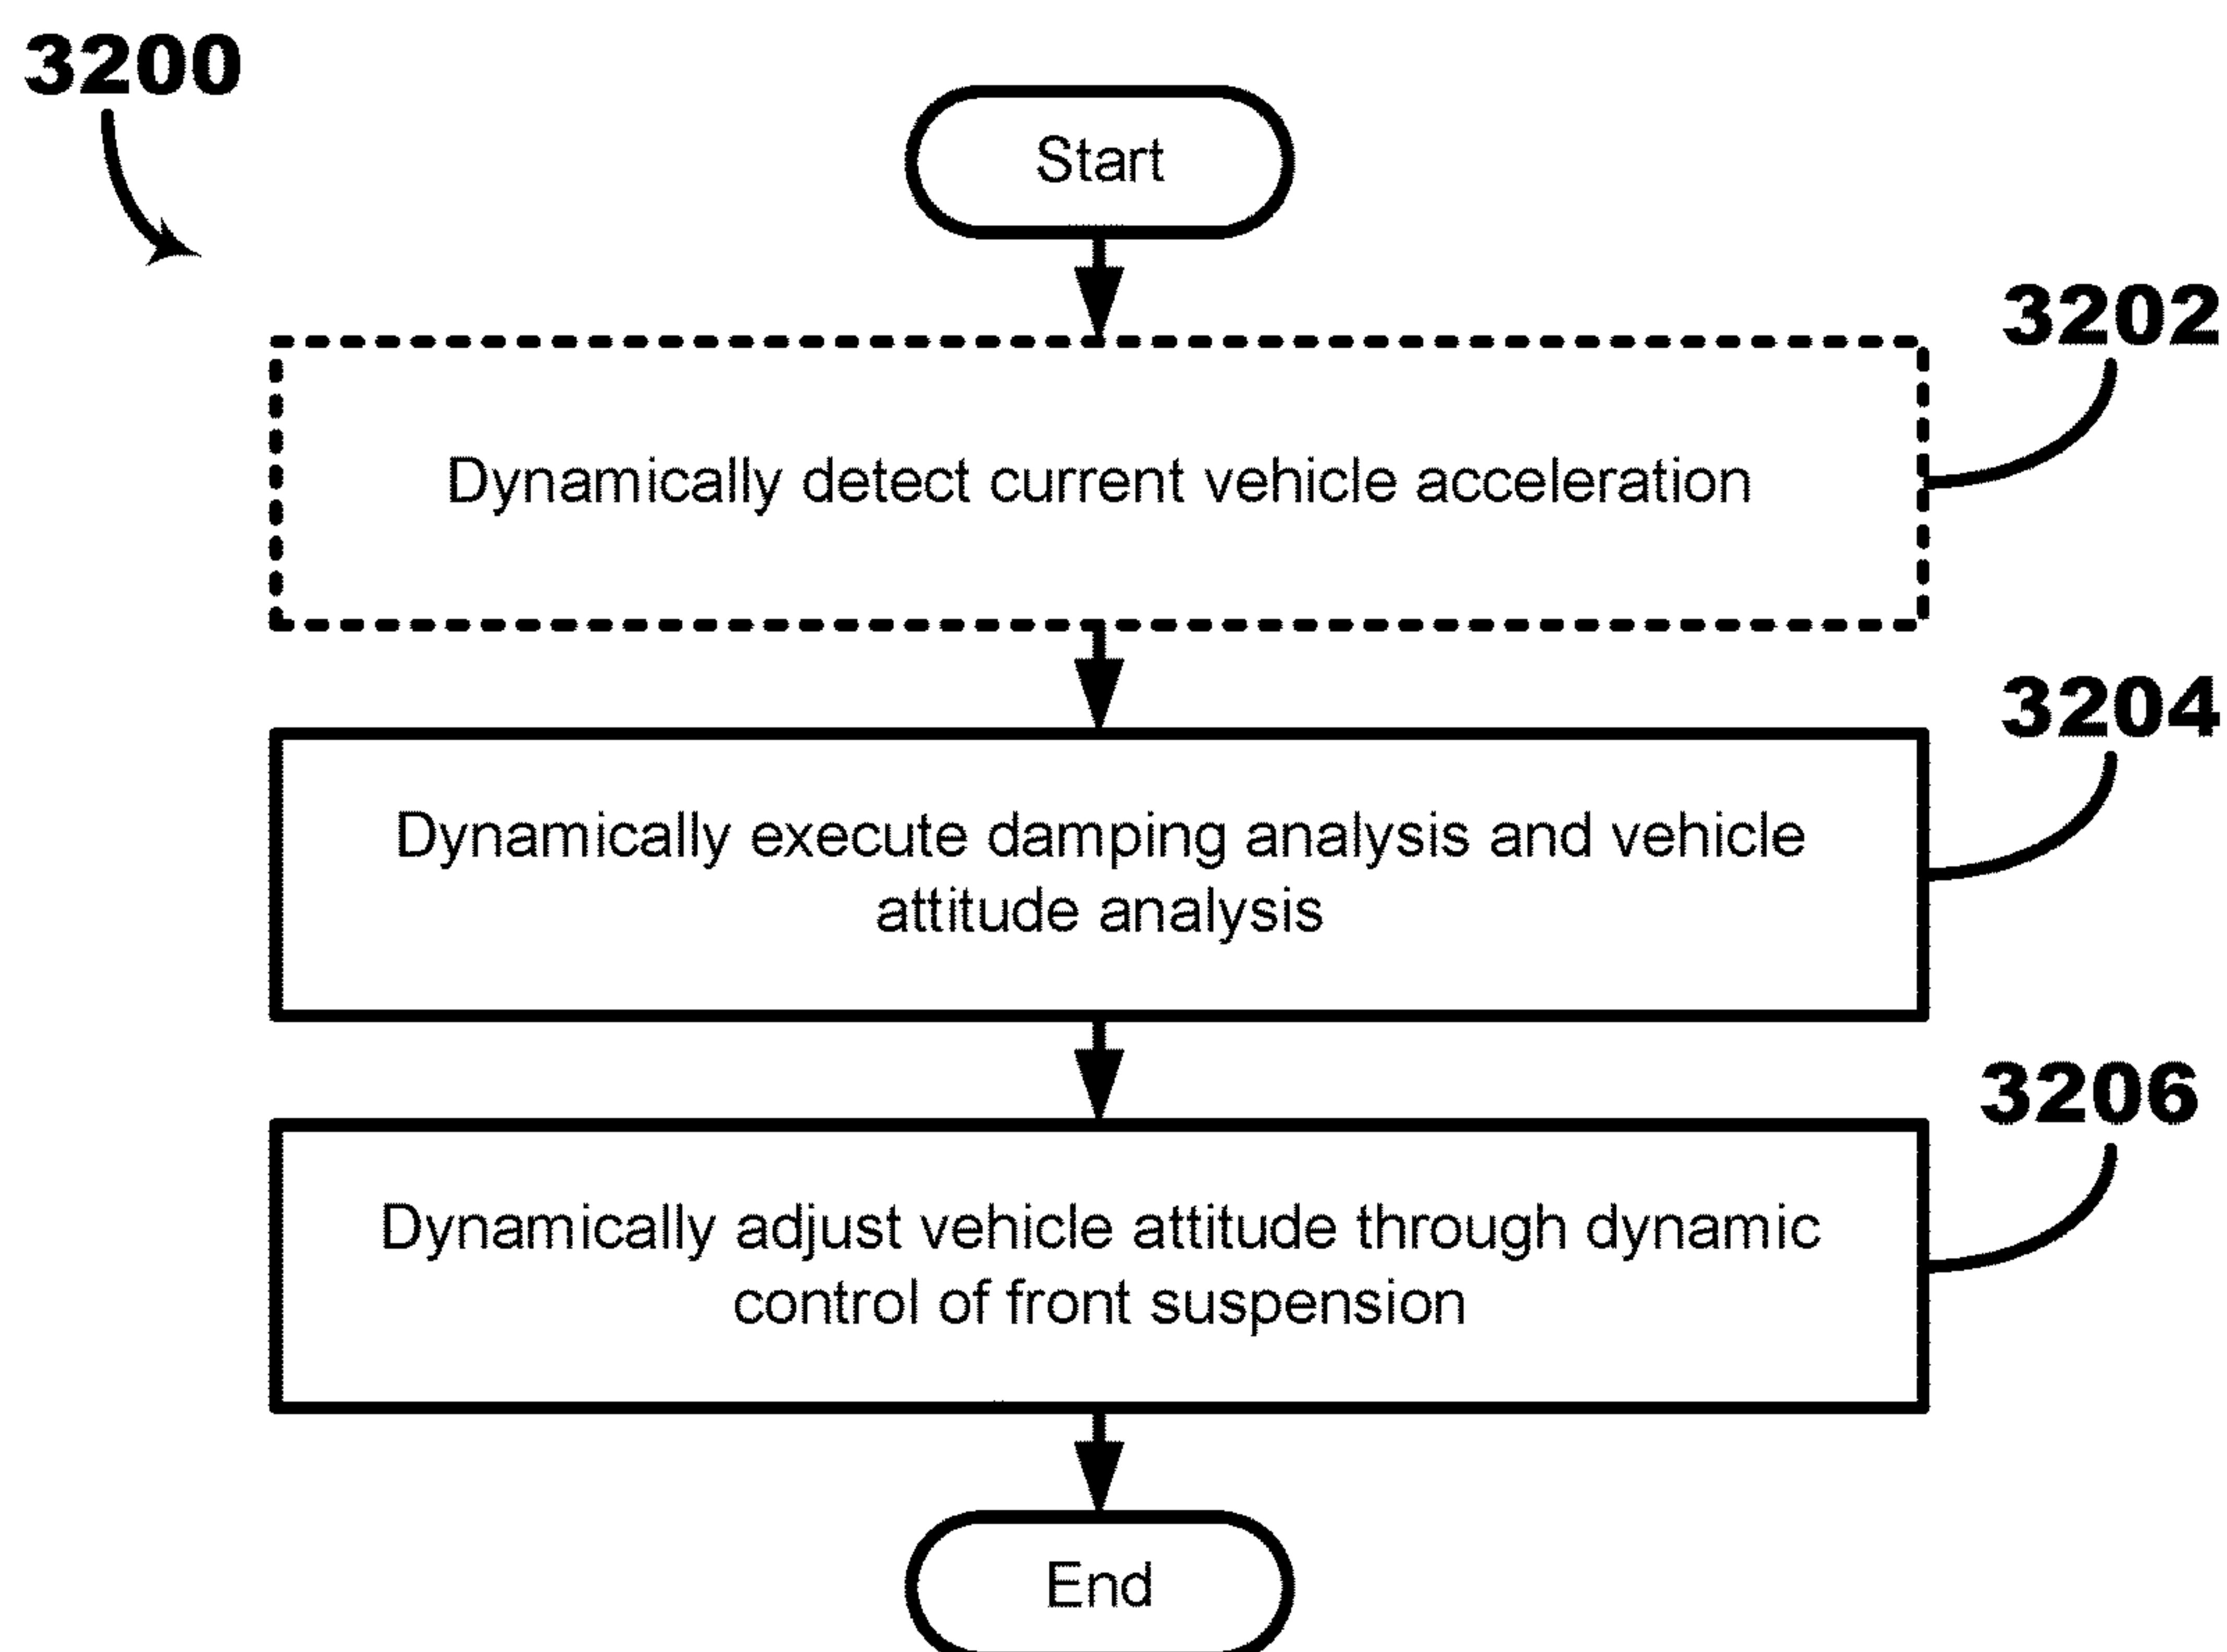 3200
Start
3202
Dynamically detect current vehicle acceleration
3204
Dynamically execute damping analysis and vehicle
attitude analysis
3206
Dynamically adjust vehicle attitude through dynamic
control of front suspension
End